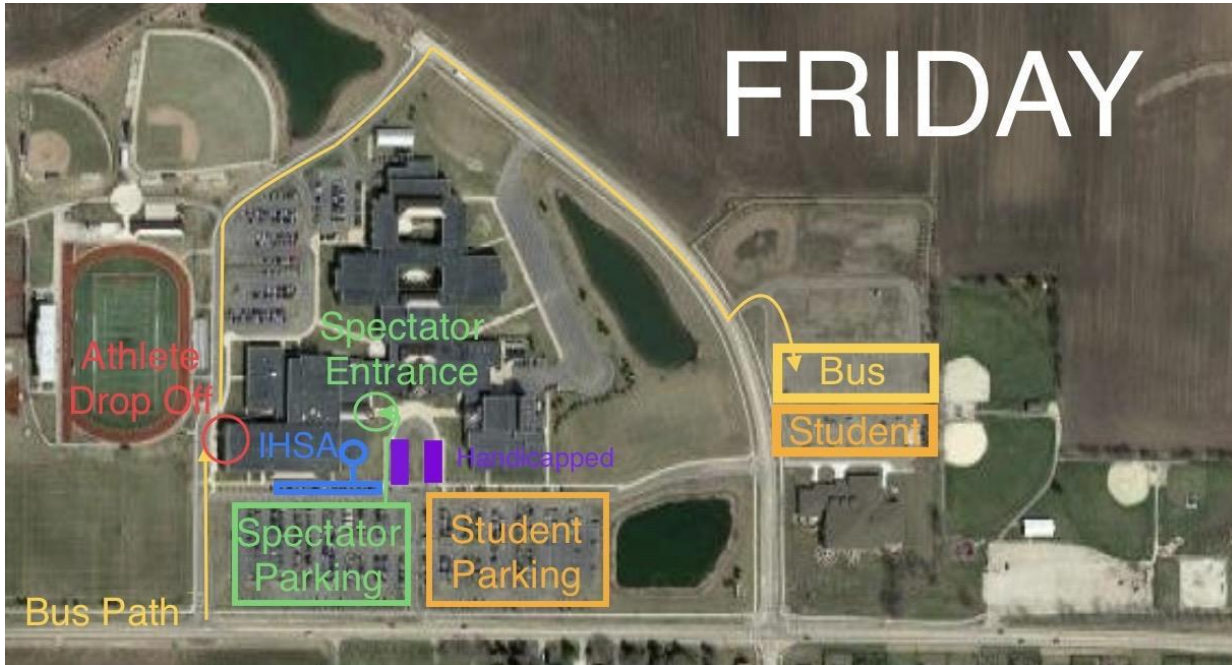 FRIDAY
Spectator
Entrance
Athlete
Drop Off
Bus
Student
IHSA
Handicapped
Spectator
Parking
Student
Parking
Bus Path